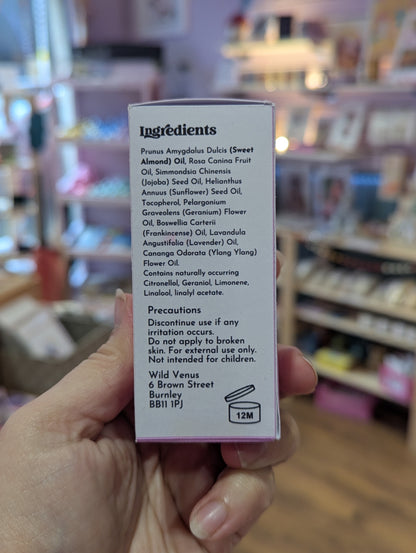 Ingredients
Prunus Amygdalus Dulcis (Sweet
Almond) Oil, Rosa Canina Fruit
Oil, Simmondsia Chinensis
(Jojoba) Seed Oil, Helianthus
Annuus (Sunflower) Seed Oil,
Tocopherol, Pelargonium
Graveolens (Geranium) Flower
Oil, Boswellia Carterii
(Frankincense) Oil, Lavandula
Angustifolia (Lavender) Oil,
Cananga Odorata (Ylang Ylang)
Flower Oil.
Contains naturally occurring
Citronellol, Geraniol, Limonene,
Linalool, linalyl acetate.
Precautions
Discontinue use if any
irritation occurs.
Do not apply to broken
skin. For external use only.
Not intended for children.
Wild Venus
6 Brown Street
Burnley
BB11 1PJ
12M